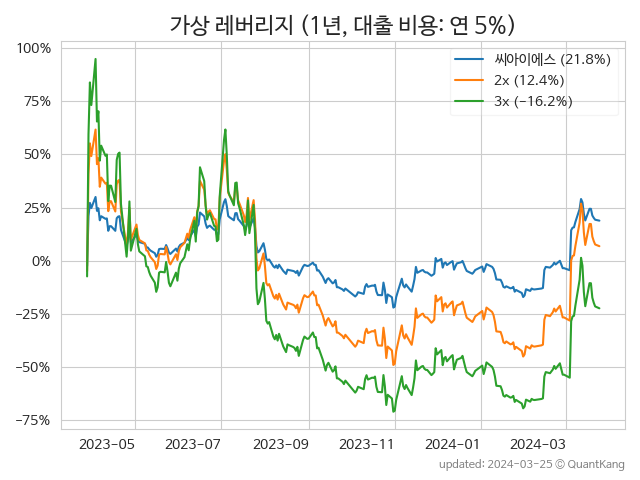 가상 레버리지 (1년, 대출 비용: 연 5%)
씨아이에스 (21.8%)
2x (12.4%)
3x (−16.2%)
100%
75%
50%
25%
0%
−25%
−50%
−75%
2023-05
2023-07
2023-09
2023-11
2024-01
2024-03
updated: 2024-03-25 © QuantKang